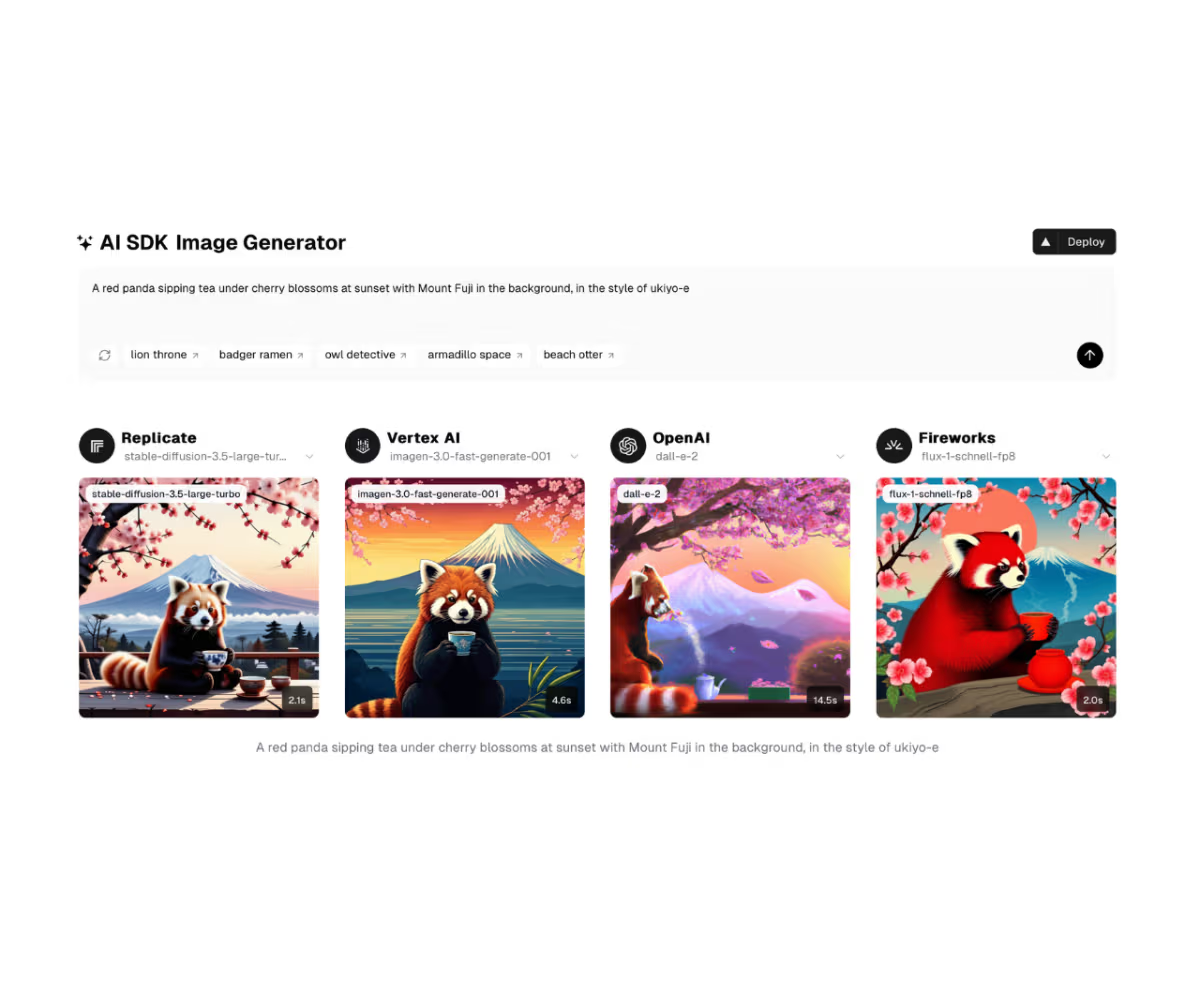 AI SDK Image Generator
Deploy
A red panda sipping tea under cherry blossoms at sunset with Mount Fuji in the background, in the style of ukiyo-e
lion throne badger ramen owl detective armadillo space beach otter
Replicate
stable-diffusion-3.5-large-tur...
Vertex AI
imagen-3.0-fast-generate-001
OpenAI
dall-e-2
Fireworks
flux-1-schnell-fp8
stable-diffusion-3.5-large-turbo
imagen-3.0-fast-generate-001
dall-e-2
flux-1-schnell-fp8
2.1s
4.6s
14.5s
2.0s
A red panda sipping tea under cherry blossoms at sunset with Mount Fuji in the background, in the style of ukiyo-e